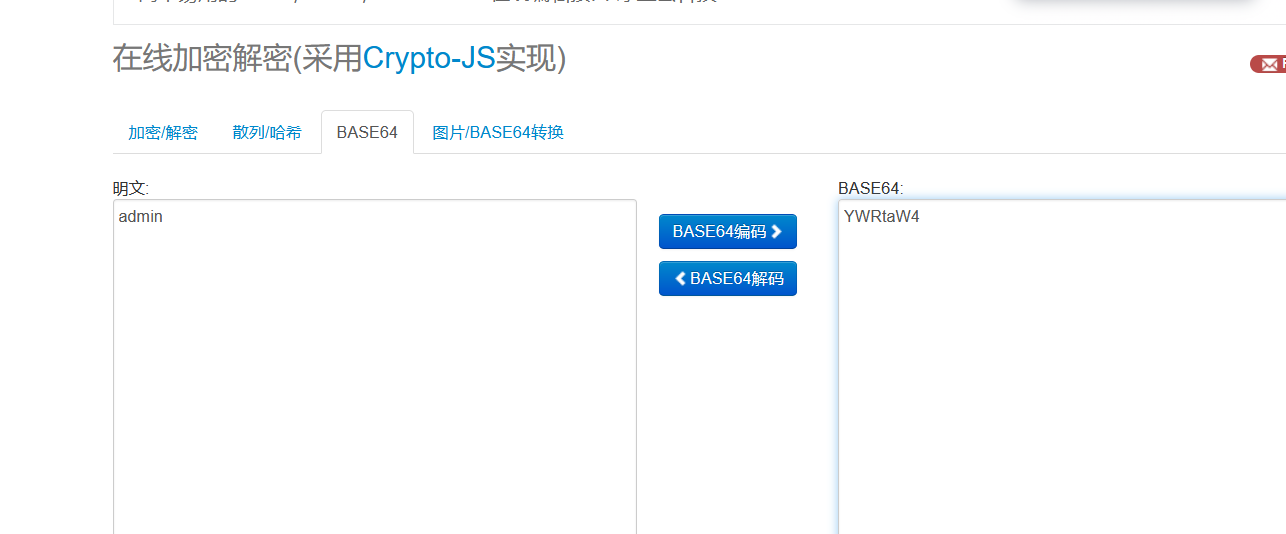 在线加密解密(采用Crypto-JS实现)
加密/解密
散列/哈希
BASE64
图片/BASE64转换
明文:
BASE64:
admin
BASE64编码
YWRtaW4
BASE64解码